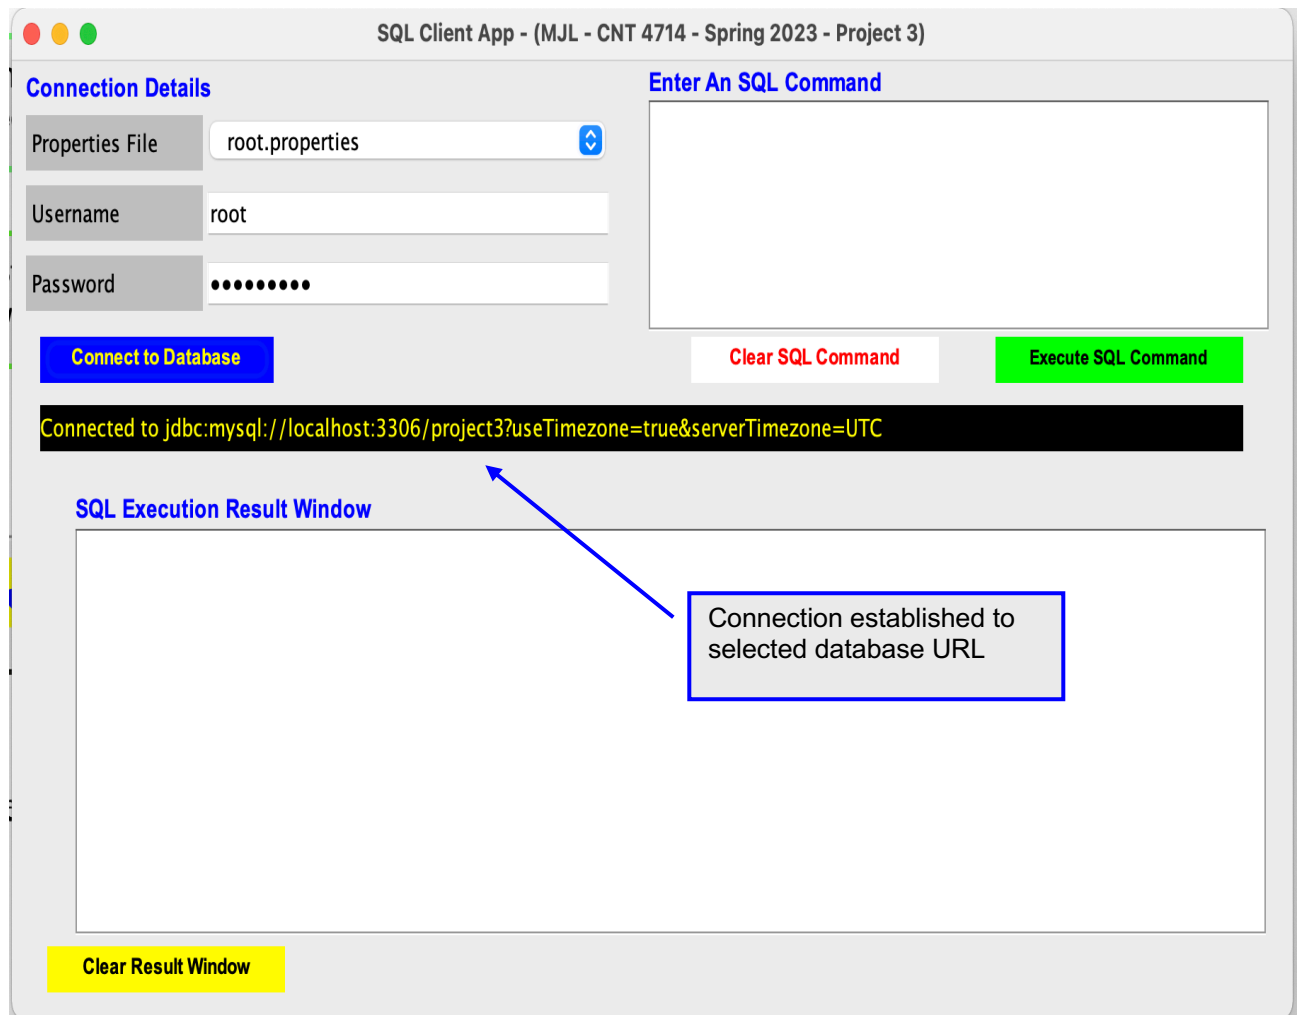 SQL Client App - (MJL - CNT 4714 - Spring 2023 - Project 3)
Connection Details
Enter An SQL Command
Properties File
root.properties
Username
root
Password
•••••••••
Connect to Database
Clear SQL Command
Execute SQL Command
Connected to jdbc:mysql://localhost:3306/project3?useTimezone=true&serverTimezone=UTC
SQL Execution Result Window
Connection established to
selected database URL
Clear Result Window